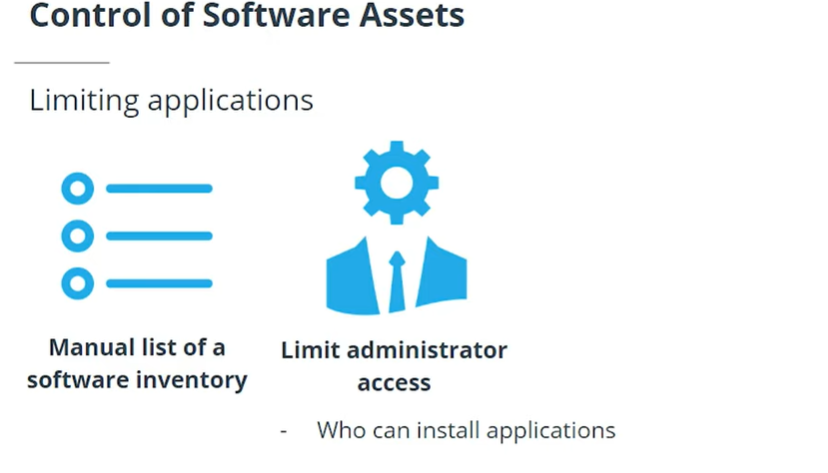 Control of Software Assets
Limiting applications
Manual list of a
software inventory
Limit administrator
access
- Who can install applications